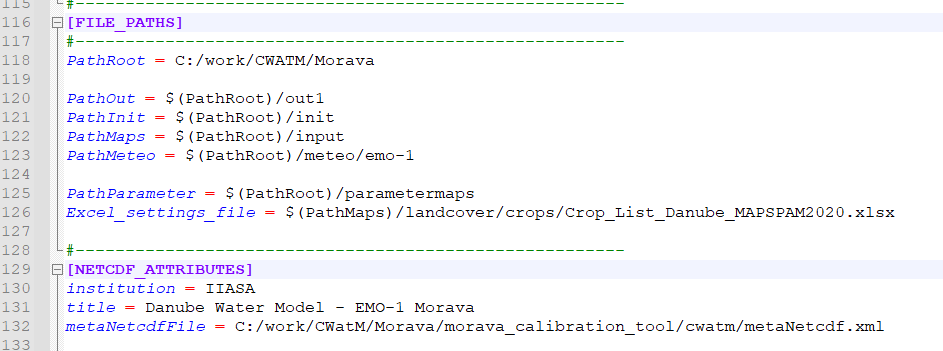 115 #-------------------------------------------------------
116 [FILE_PATHS]
117 #-------------------------------------------------------
118 PathRoot = C:/work/CWATM/Morava
119
120 PathOut = $(PathRoot)/out1
121 PathInit = $(PathRoot)/init
122 PathMaps = $(PathRoot)/input
123 PathMeteo = $(PathRoot)/meteo/emo-1
124
125 PathParameter = $(PathRoot)/parametermaps
126 Excel_settings_file = $(PathMaps)/landcover/crops/Crop_List_Danube_MAPSPAM2020.xlsx
127
128 #-------------------------------------------------------
129 [NETCDF_ATTRIBUTES]
130 institution = IIASA
131 title = Danube Water Model - EMO-1 Morava
132 metaNetcdfFile = C:/work/CWatM/Morava/morava_calibration_tool/cwatm/metaNetcdf.xml
133